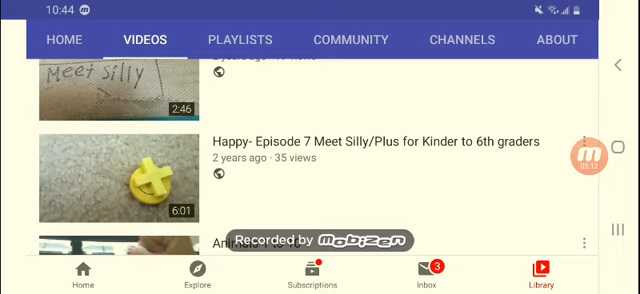 10:44
HOME VIDEOS PLAYLISTS COMMUNITY CHANNELS ABOUT
Meet Silly
2:46
Happy- Episode 7 Meet Silly/Plus for Kinder to 6th graders
2 years ago · 35 views
6:01
05:12
Recorded by mobizen
Home Explore Subscriptions Inbox Library
3